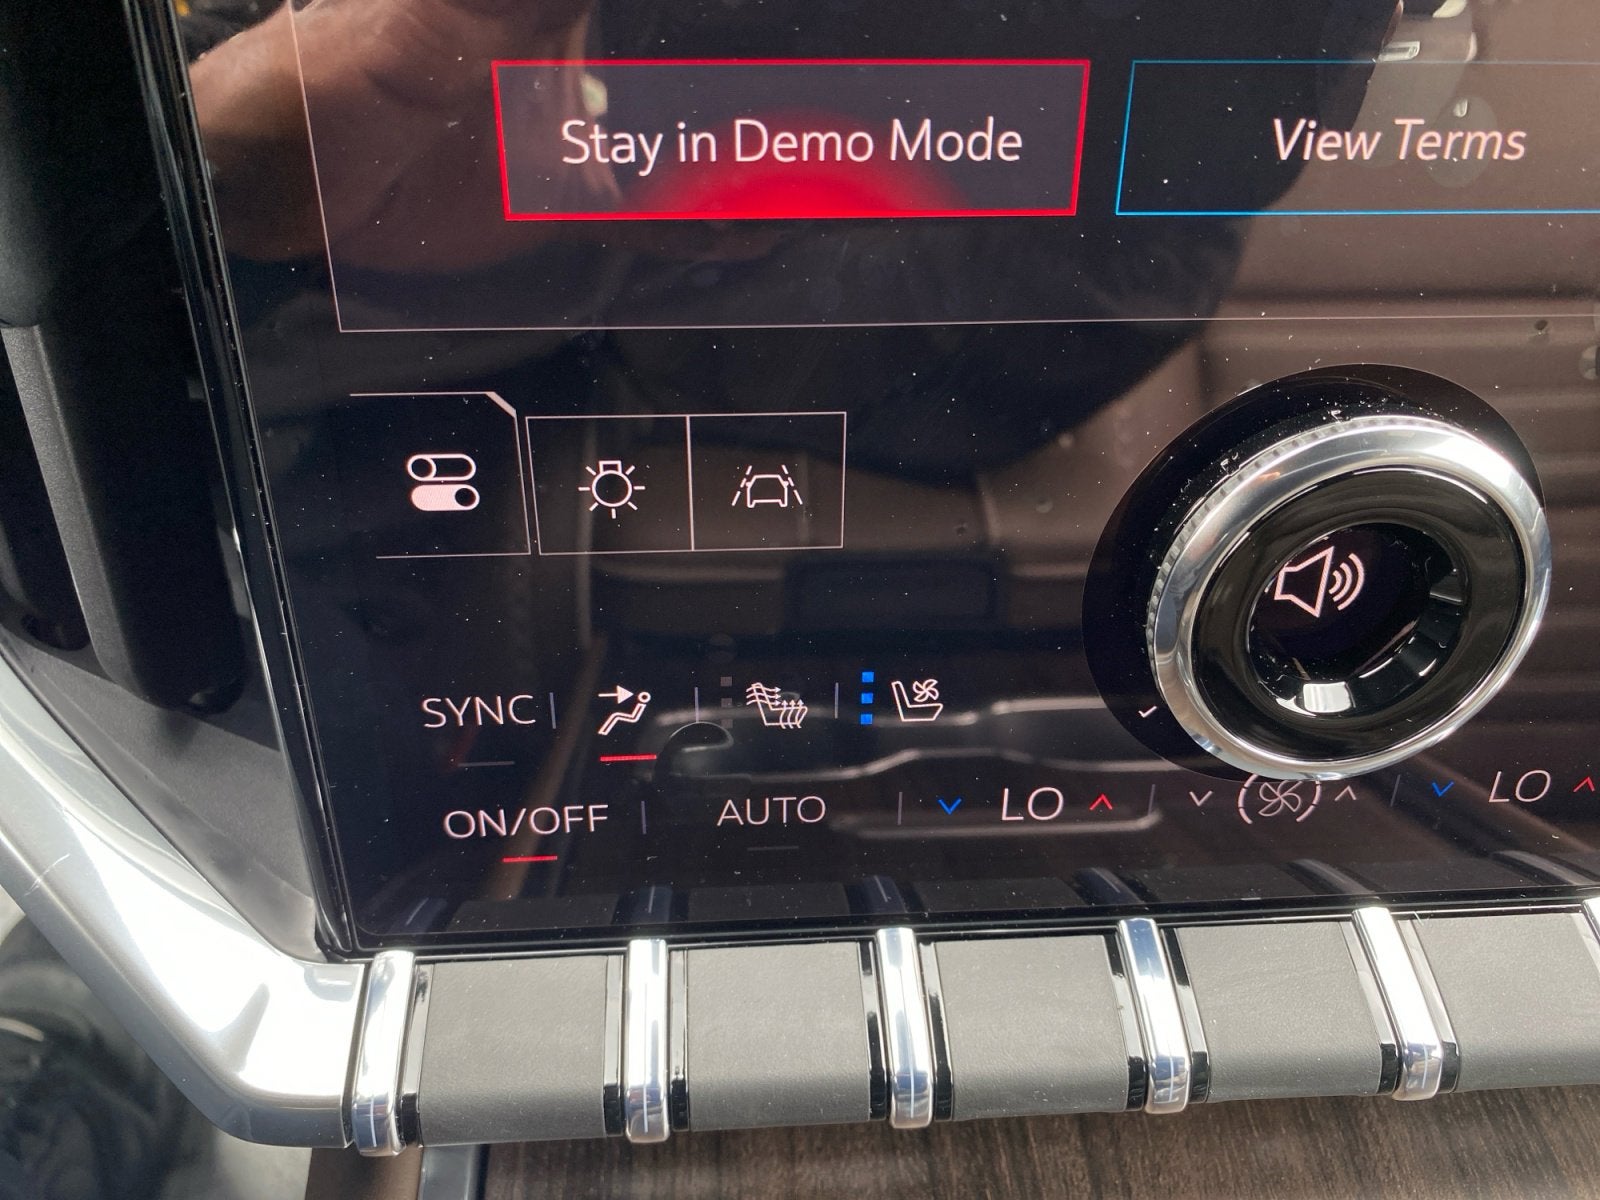 Stay in Demo Mode
View Terms
SYNC
ON/OFF
AUTO
LO
LO